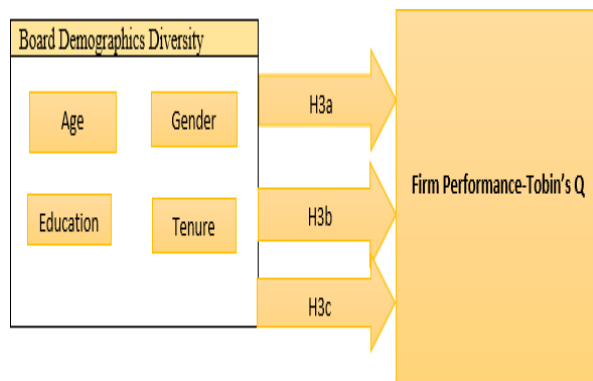 Board Demographics Diversity
Age
Gender
Education
Tenure
H3a
H3b
H3c
Firm Performance-Tobin's Q